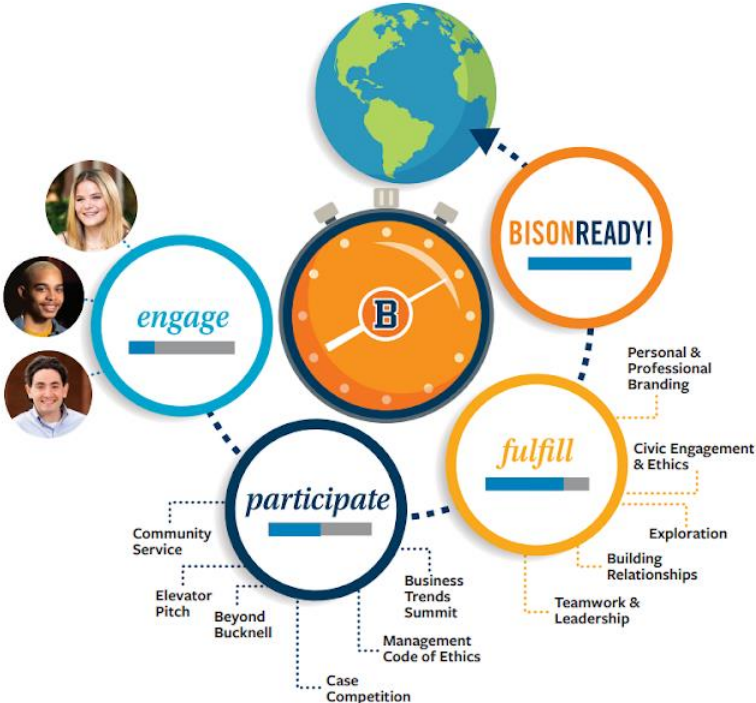 engage
B
BISONREADY!
participate
fulfill
Community
Service
Elevator
Pitch
Beyond
Bucknell
Case
Competition
Management
Code of Ethics
Business
Trends
Summit
Personal &
Professional
Branding
Civic Engagement
& Ethics
Exploration
Building
Relationships
Teamwork &
Leadership